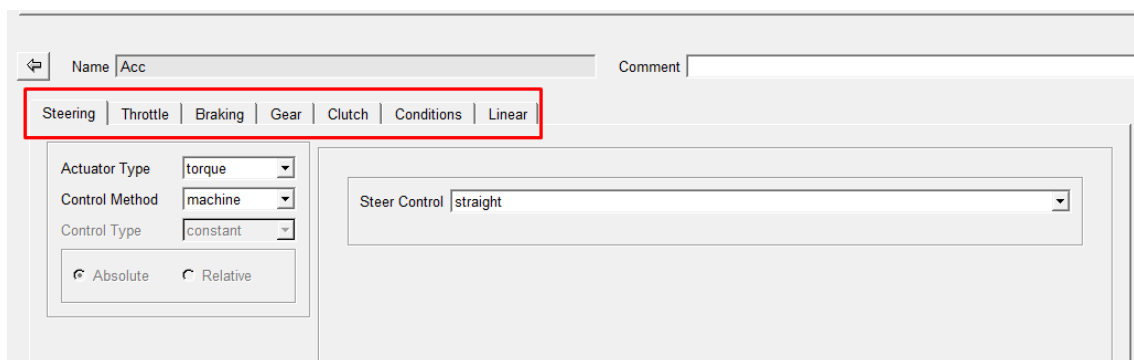 Name Acc Comment
Steering Throttle Braking Gear Clutch Conditions Linear
Actuator Type torque
Control Method machine
Steer Control straight
Control Type constant
Absolute Relative